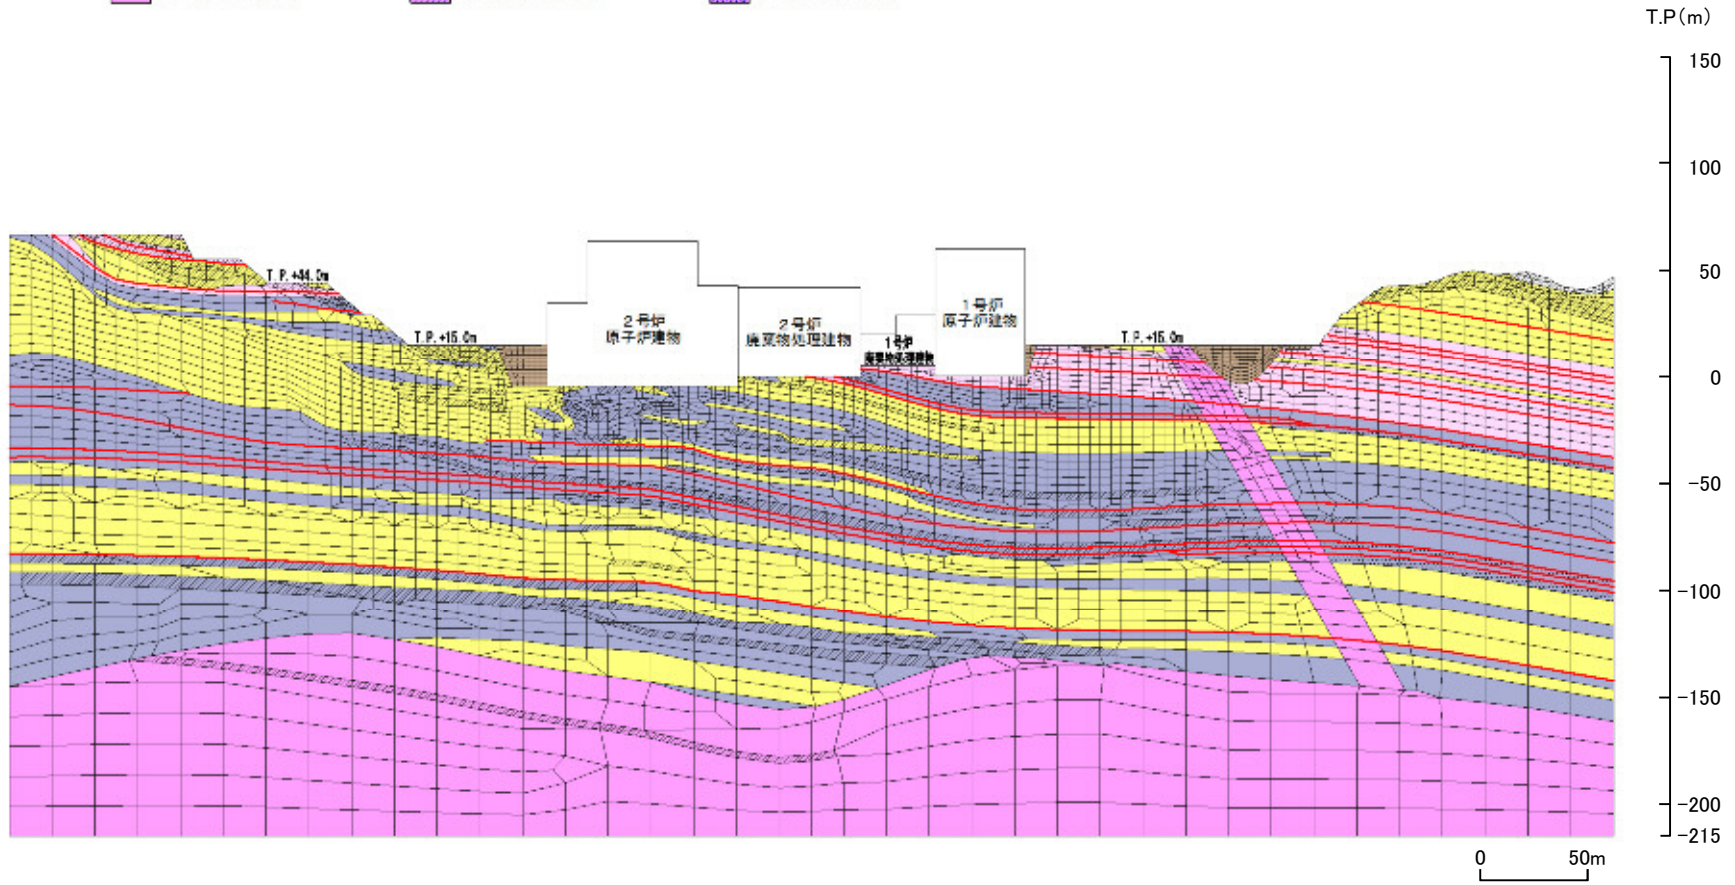 T.P(m)
150
100
50
T.P.+44.0m
2号炉
原子炉建物
2号炉
廃棄物処理建物
1号炉
原子炉建物
T.P.+15.0m
1号炉
廃棄物処理建物
T.P.+15.0m
0
-50
-100
-150
-200
-215
0 50m